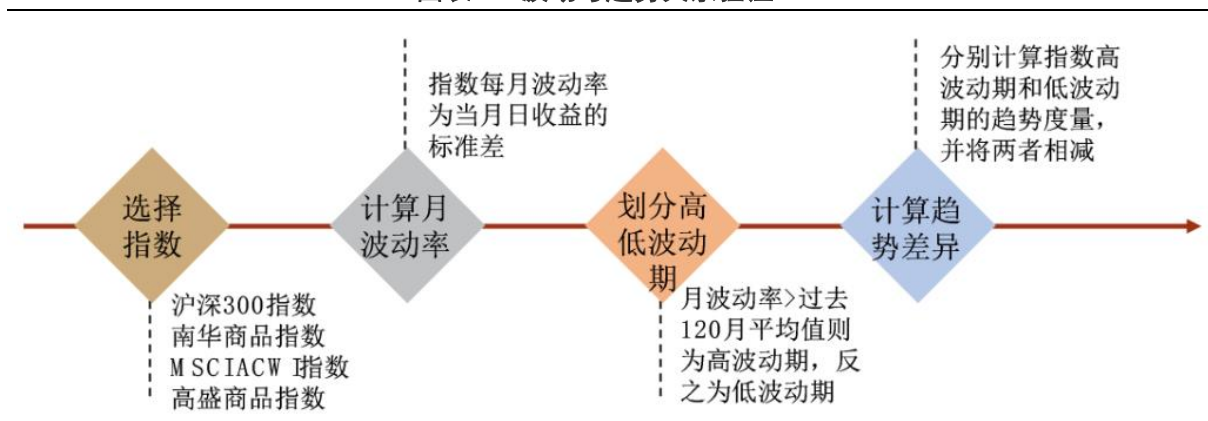 指数每月波动率
为当月日收益的
标准差
分别计算指数高
波动期和低波动
期的趋势度量，
并将两者相减
选择
指数
计算月
波动率
划分高
低波动
期
计算趋
势差异
沪深300指数
南华商品指数
MSCIACWI指数
高盛商品指数
月波动率>过去
120月平均值则
为高波动期，反
之为低波动期